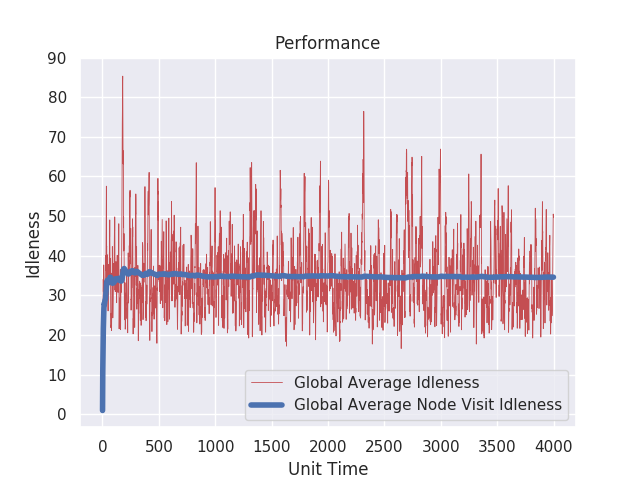 Performance
Idleness
90
80
70
60
50
40
30
20
10
0
Global Average Idleness
Global Average Node Visit Idleness
0 500 1000 1500 2000 2500 3000 3500 4000
Unit Time